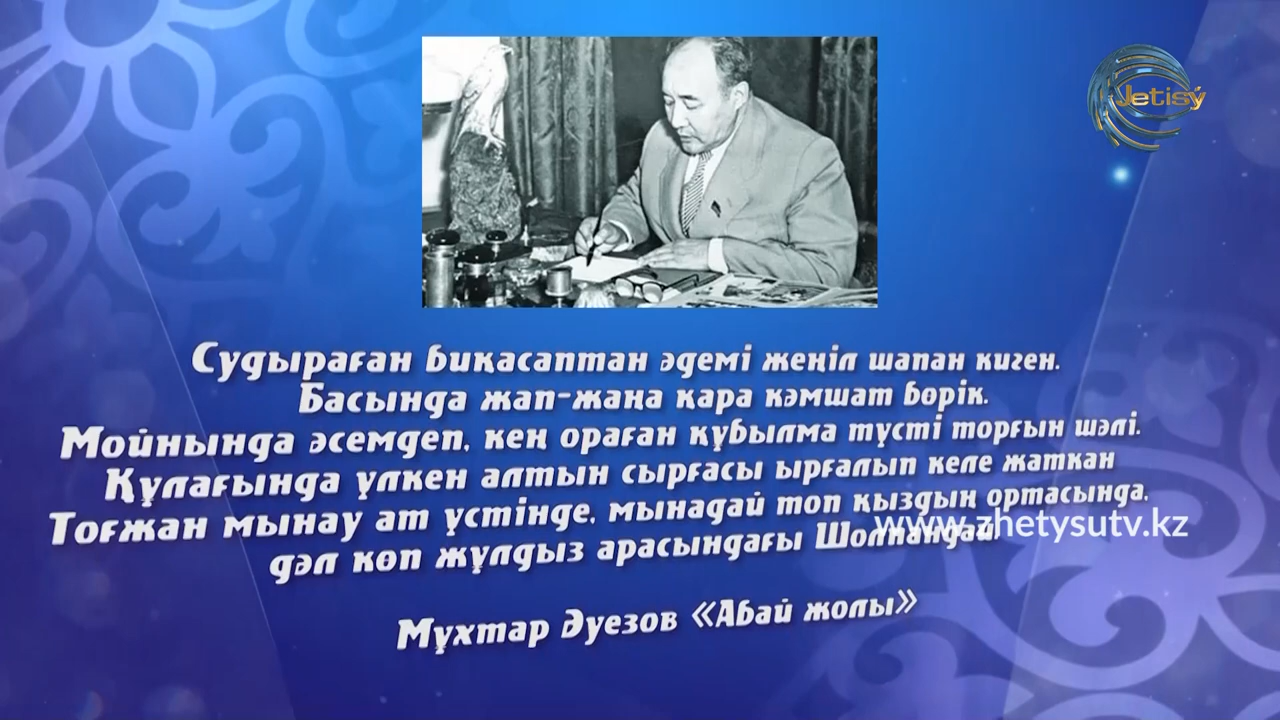 Jetisý
Судыраған биқасаптан әдемі жеңіл шапан киген.
Басында жап-жаңа қара кәмшат бөрік.
Мойнында әсемдеп, кең ораған құбылма түсті торғын шәлі.
Құлағында үлкен алтын сырғасы ырғалып келе жаткан
Тоғжан мынау ат үстінде, мынадай топ қыздың ортасында,
дәл көп жұлдыз арасындағы Шолпандай!
www.zhetysutv.kz
Мұхтар Әуезов «Абай жолы»